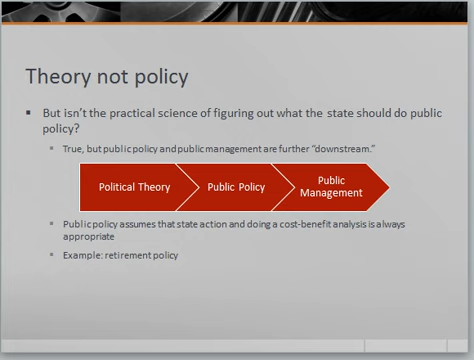 Theory not policy
But isn't the practical science of figuring out what the state should do public
policy?
True, but public policy and public management are further "downstream."
Political Theory
Public Policy
Public
Management
Public policy assumes that state action and doing a cost-benefit analysis is always
appropriate
Example: retirement policy